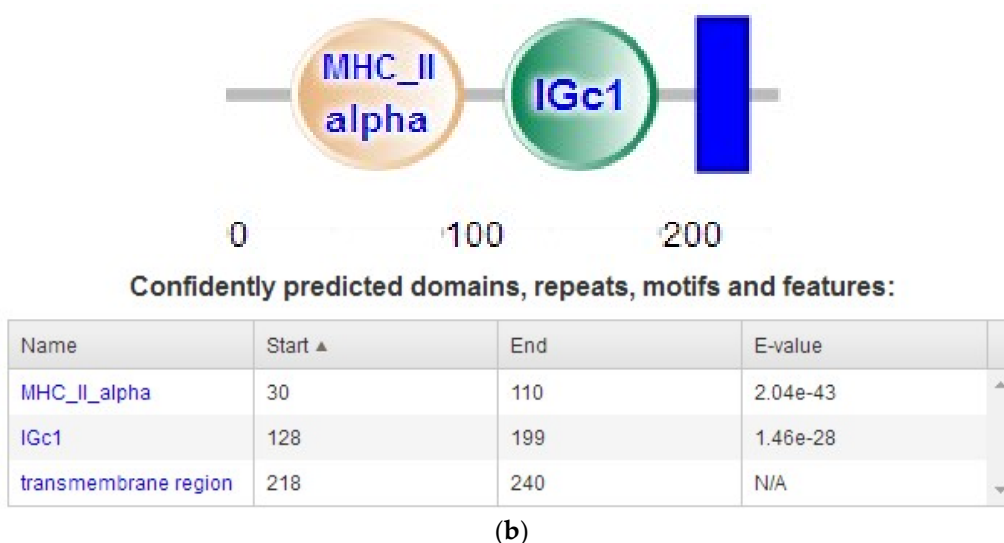 MHC_II
alpha
IGc1
0 100 200
Confidently predicted domains, repeats, motifs and features:
Name Start ▲ End E-value
MHC_II_alpha 30 110 2.04e-43
IGc1 128 199 1.46e-28
transmembrane region 218 240 N/A
(b)